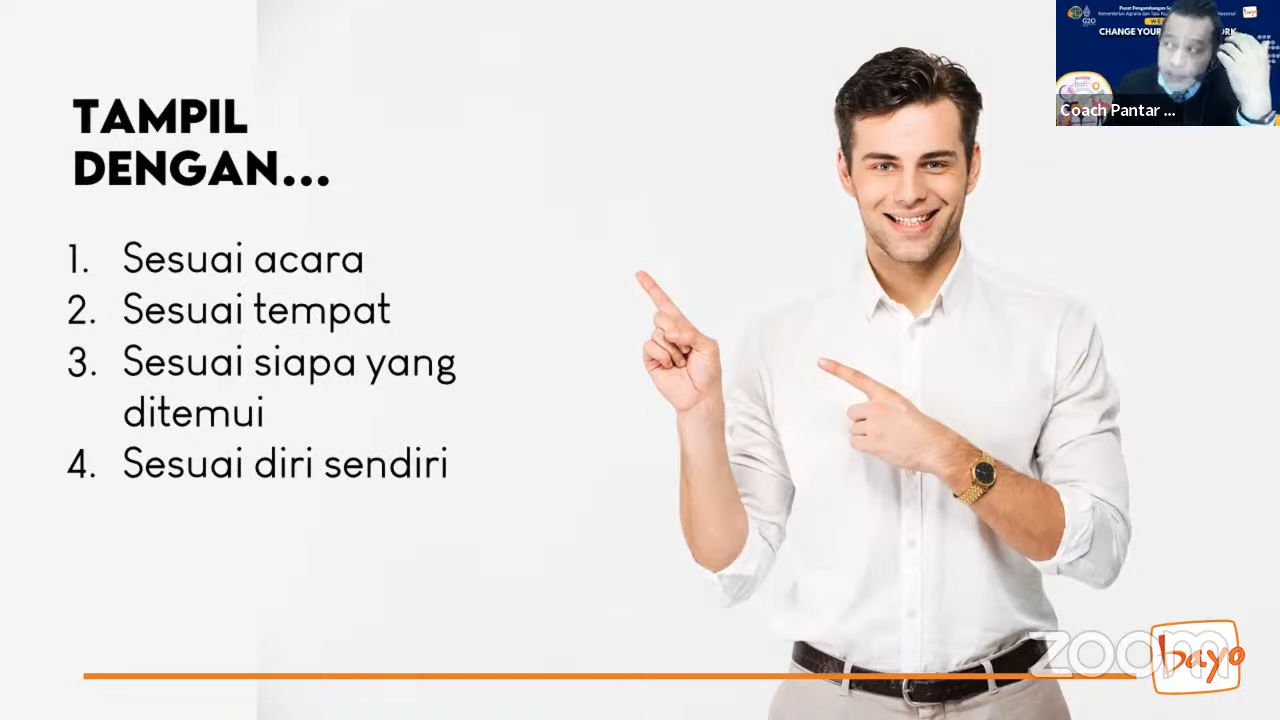 TAMPIL
DENGAN...
1. Sesuai acara
2. Sesuai tempat
3. Sesuai siapa yang
ditemui
4. Sesuai diri sendiri
G20
CHANGE YOUR
Coach Pantar ...
zoom
bayo